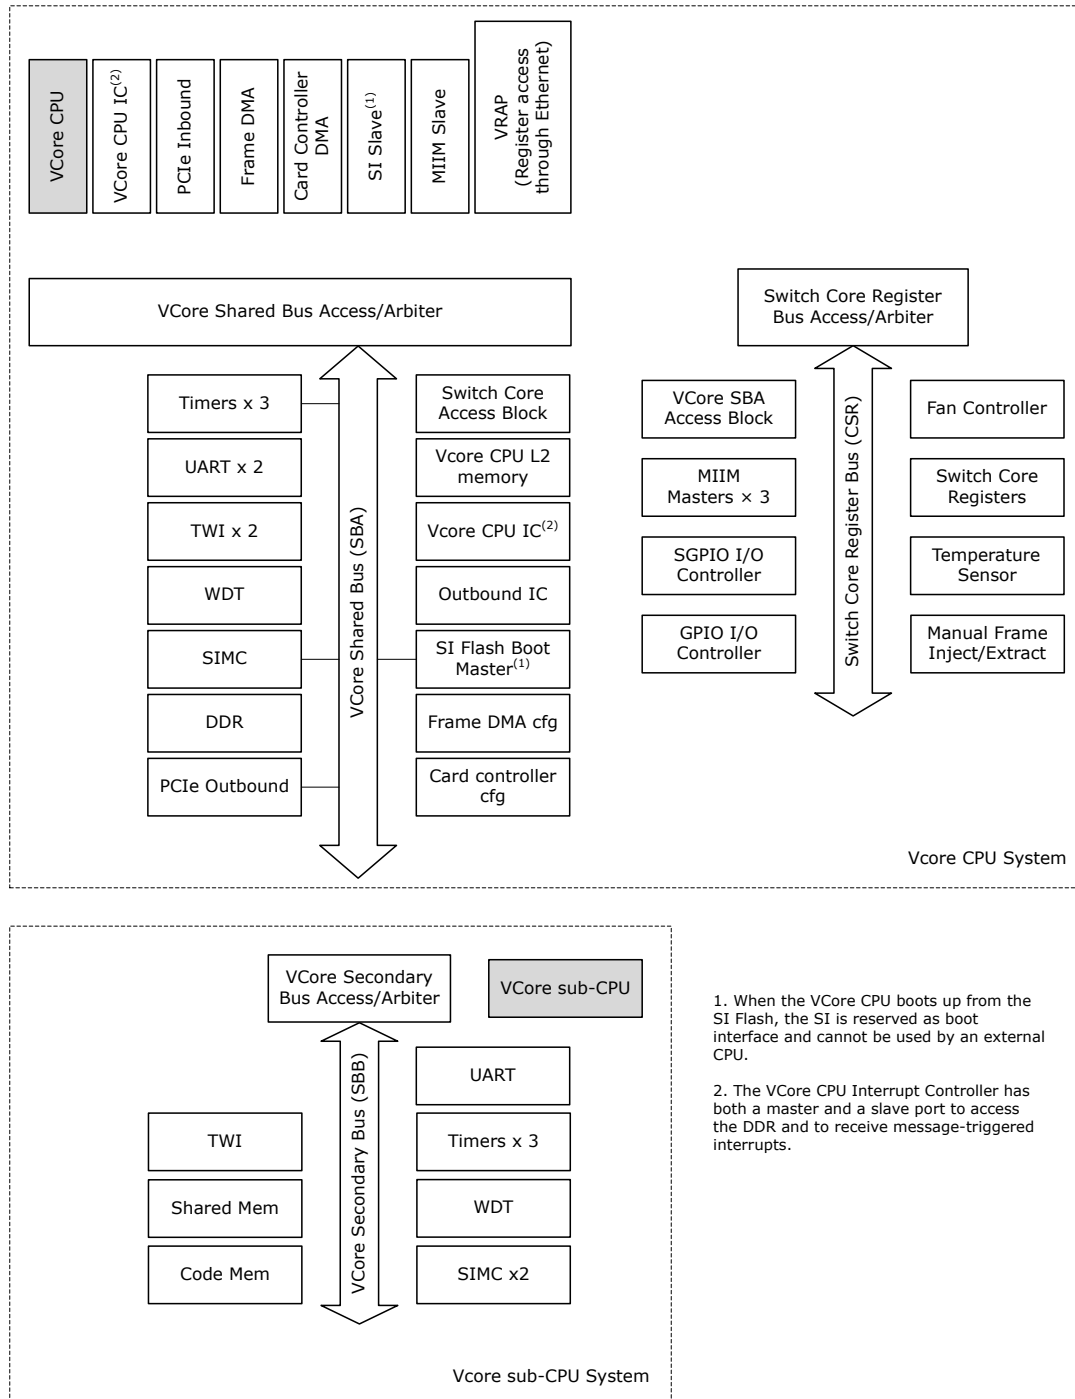 VCore CPU
VCore CPU IC(2)
PCIe Inbound
Frame DMA
Card Controller
DMA
SI Slave(1)
MIIM Slave
VRAP
(Register access
through Ethernet)
VCore Shared Bus Access/Arbiter
Timers x 3
UART x 2
TWI x 2
WDT
SIMC
DDR
PCIe Outbound
VCore Shared Bus (SBA)
Switch Core
Access Block
Vcore CPU L2
memory
Vcore CPU IC(2)
Outbound IC
SI Flash Boot
Master(1)
Frame DMA cfg
Card controller
cfg
Switch Core Register
Bus Access/Arbiter
VCore SBA
Access Block
MIIM
Masters × 3
SGPIO I/O
Controller
GPIO I/O
Controller
Switch Core Register Bus (CSR)
Fan Controller
Switch Core
Registers
Temperature
Sensor
Manual Frame
Inject/Extract
Vcore CPU System
VCore Secondary
Bus Access/Arbiter
VCore sub-CPU
TWI
Shared Mem
Code Mem
VCore Secondary Bus (SBB)
UART
Timers x 3
WDT
SIMC x2
Vcore sub-CPU System
1. When the VCore CPU boots up from the
SI Flash, the SI is reserved as boot
interface and cannot be used by an external
CPU.
2. The VCore CPU Interrupt Controller has
both a master and a slave port to access
the DDR and to receive message-triggered
interrupts.